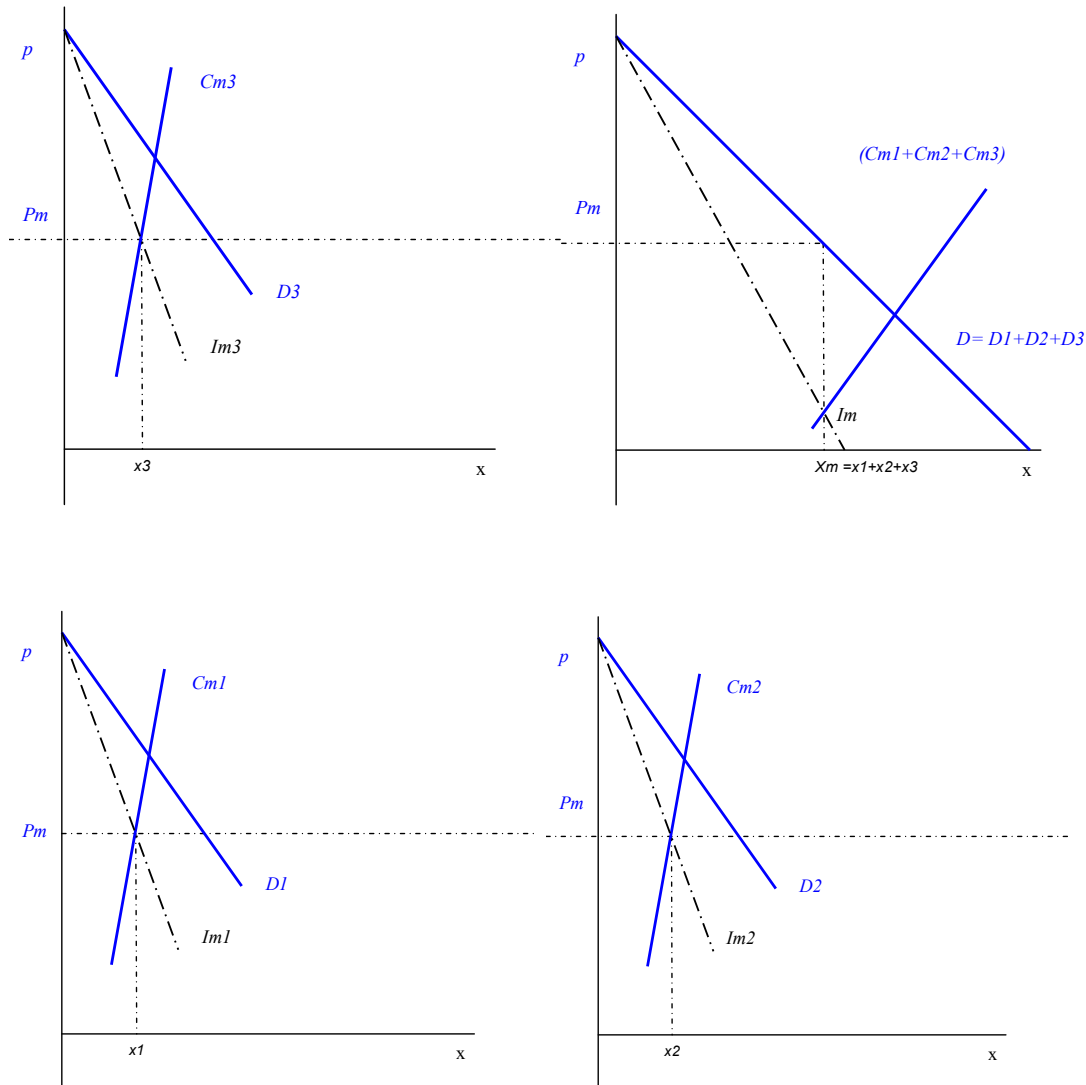 p
Cm3
Pm
D3
Im3
x3
x
p
(Cm1+Cm2+Cm3)
Pm
D= D1+D2+D3
Im
Xm =x1+x2+x3
x
p
Cm1
Pm
D1
Im1
x1
x
p
Cm2
Pm
D2
Im2
x2
x